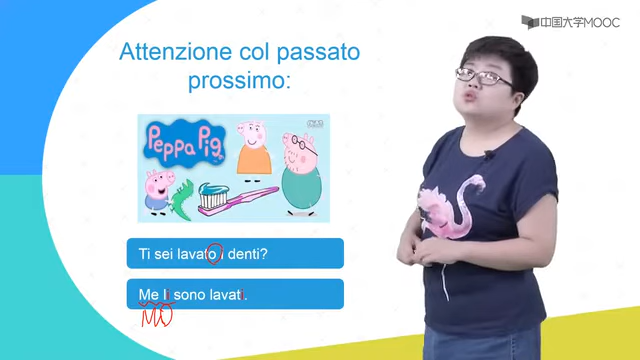 中国大学MOOC
Attenzione col passato
prossimo:
Peppa Pig
Ti sei lavato i denti?
Me li sono lavati.
Me